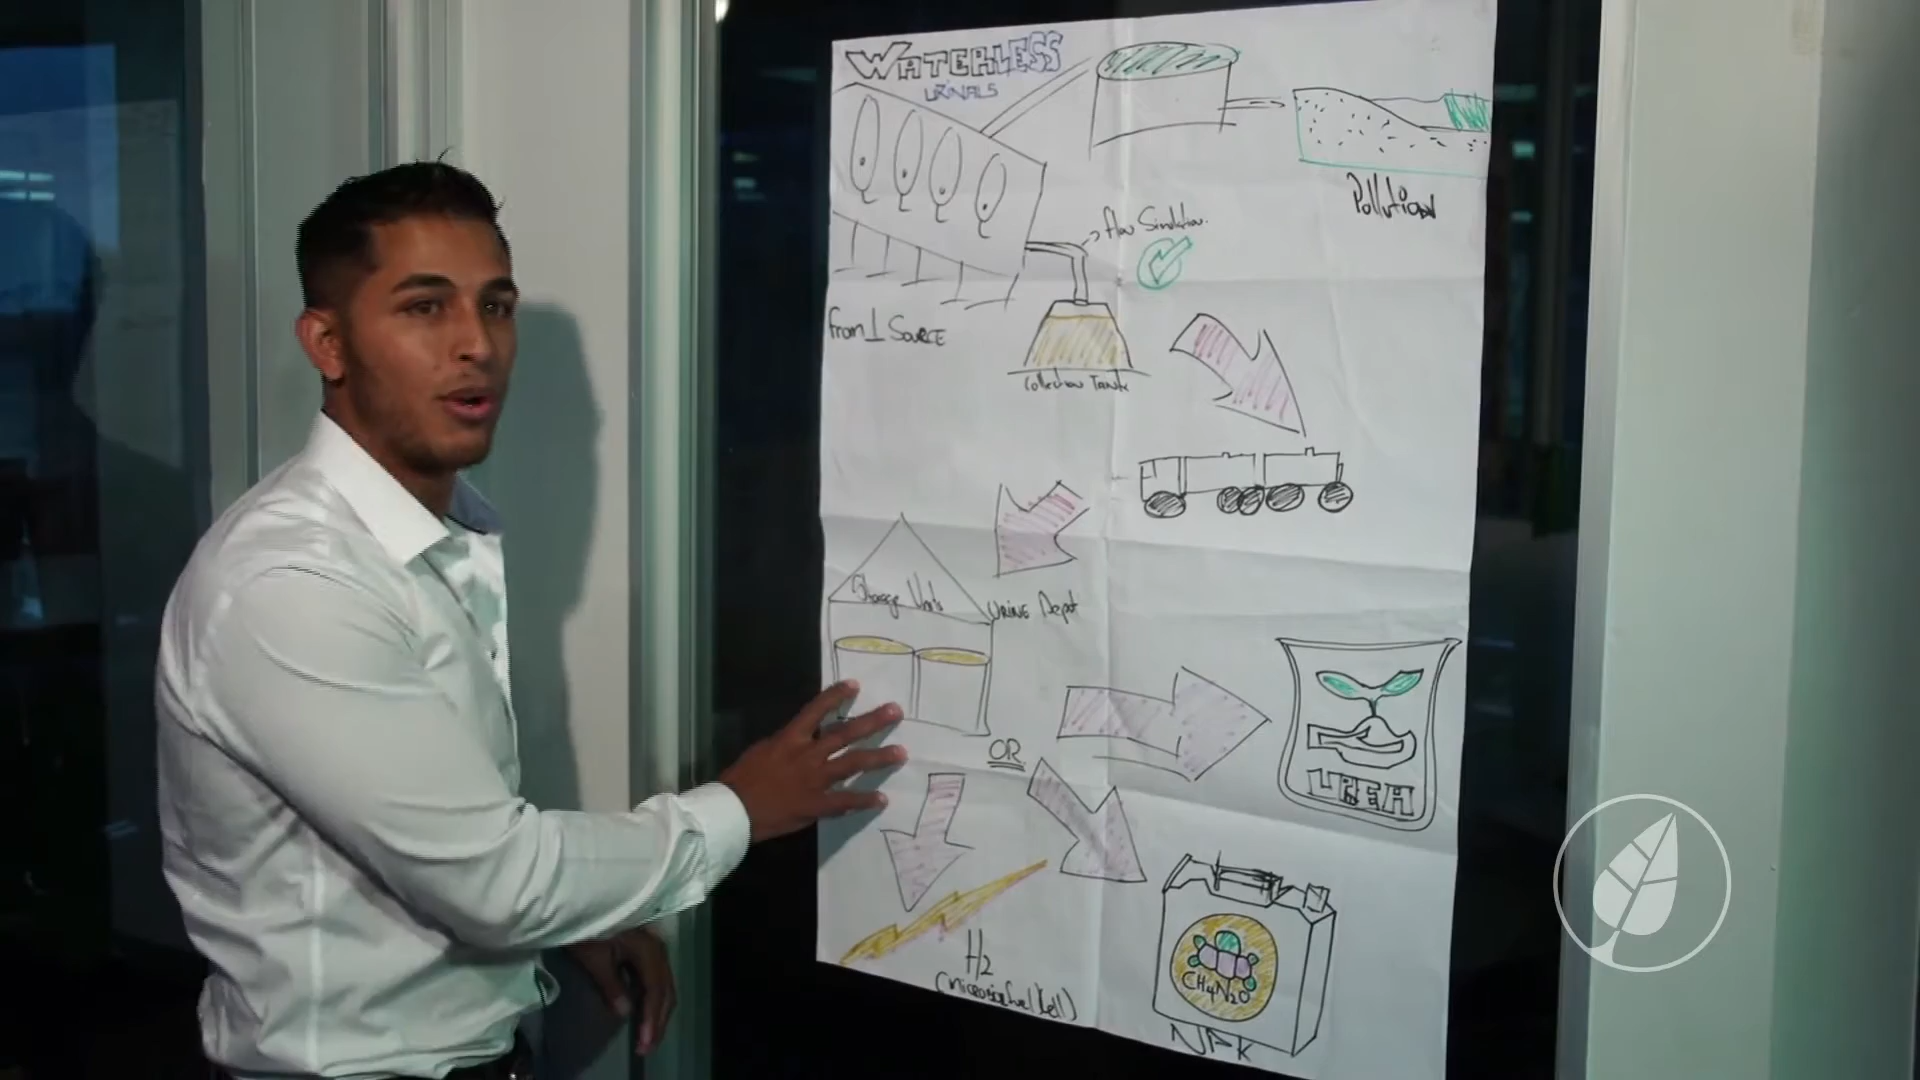 WATERLESS
URINALS
Pollution
flow Simulation.
From 1 SOURCE
Collection Tank
Storage Units
URINE Depot
OR
UREA
H2
(microbial fuel Cell)
CH4N2O
NPK